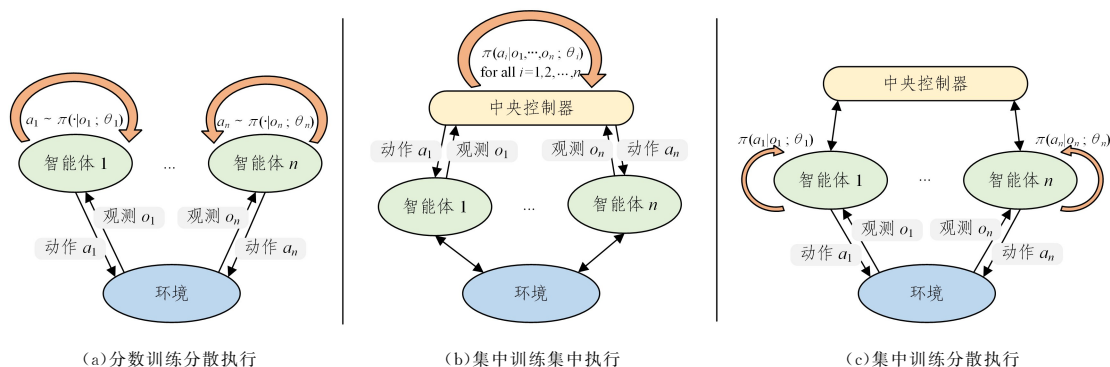 a₁ ~ π(·|o₁; θ₁)
aₙ ~ π(·|oₙ; θₙ)
智能体 1
...
智能体 n
观测 o₁
观测 oₙ
动作 a₁
动作 aₙ
环境
(a)分数训练分散执行
π(aᵢ|o₁,⋯,oₙ; θᵢ)
for all i=1,2,…,n
中央控制器
动作 a₁
观测 o₁
观测 oₙ
动作 aₙ
智能体 1
...
智能体 n
环境
(b)集中训练集中执行
中央控制器
π(a₁|o₁; θ₁)
π(aₙ|oₙ; θₙ)
智能体 1
...
智能体 n
观测 o₁
观测 oₙ
动作 a₁
动作 aₙ
环境
(c)集中训练分散执行